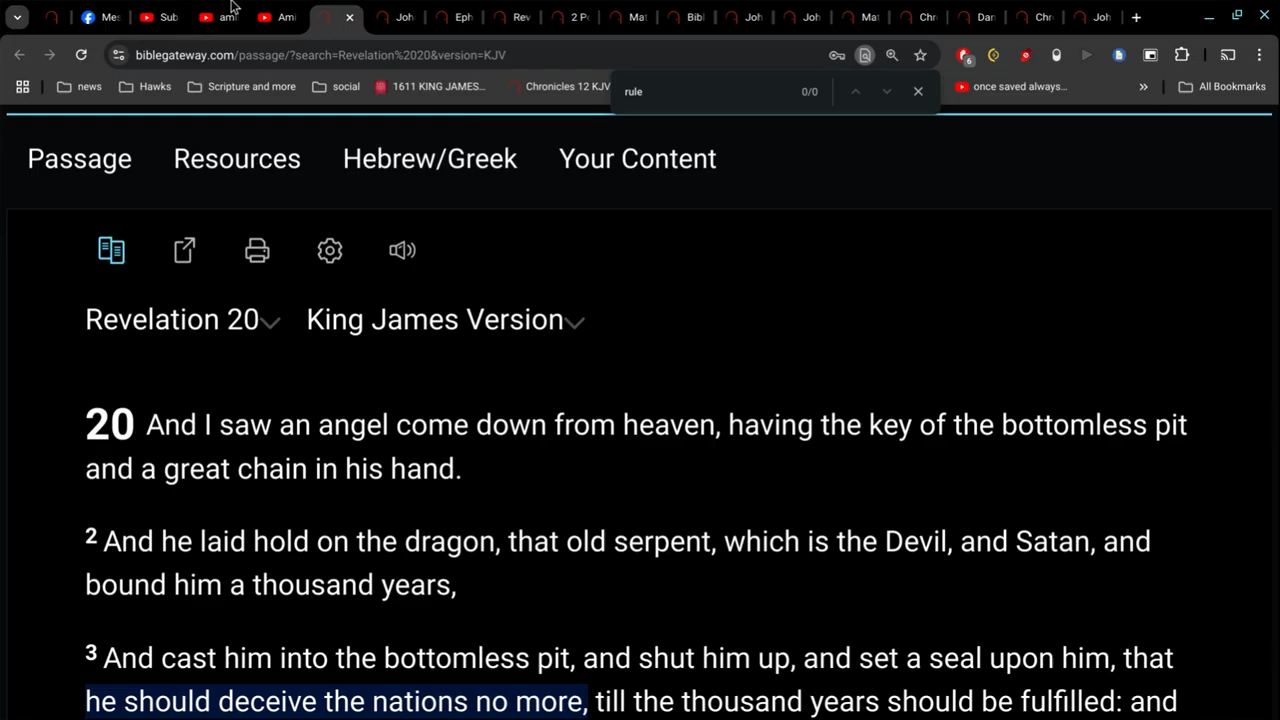 Mes
Sub
ami
Ami
Joh
Eph
Rev
2 Pe
Mat
Bibl
Joh
Joh
Mat
Chro
Dan
Chro
Joh
biblegateway.com/passage/?search=Revelation%2020&version=KJV
6
news
Hawks
Scripture and more
social
1611 KING JAMES...
Chronicles 12 KJV
rule
0/0
once saved always...
All Bookmarks
Passage
Resources
Hebrew/Greek
Your Content
Revelation 20
King James Version
20 And I saw an angel come down from heaven, having the key of the bottomless pit
and a great chain in his hand.
2 And he laid hold on the dragon, that old serpent, which is the Devil, and Satan, and
bound him a thousand years,
3 And cast him into the bottomless pit, and shut him up, and set a seal upon him, that
he should deceive the nations no more, till the thousand years should be fulfilled: and